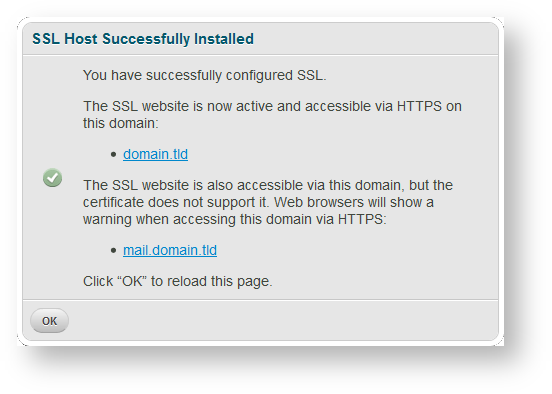 SSL Host Successfully Installed
You have successfully configured SSL.
The SSL website is now active and accessible via HTTPS on
this domain:
• domain.tld
The SSL website is also accessible via this domain, but the
certificate does not support it. Web browsers will show a
warning when accessing this domain via HTTPS:
• mail.domain.tld
Click “OK” to reload this page.
OK